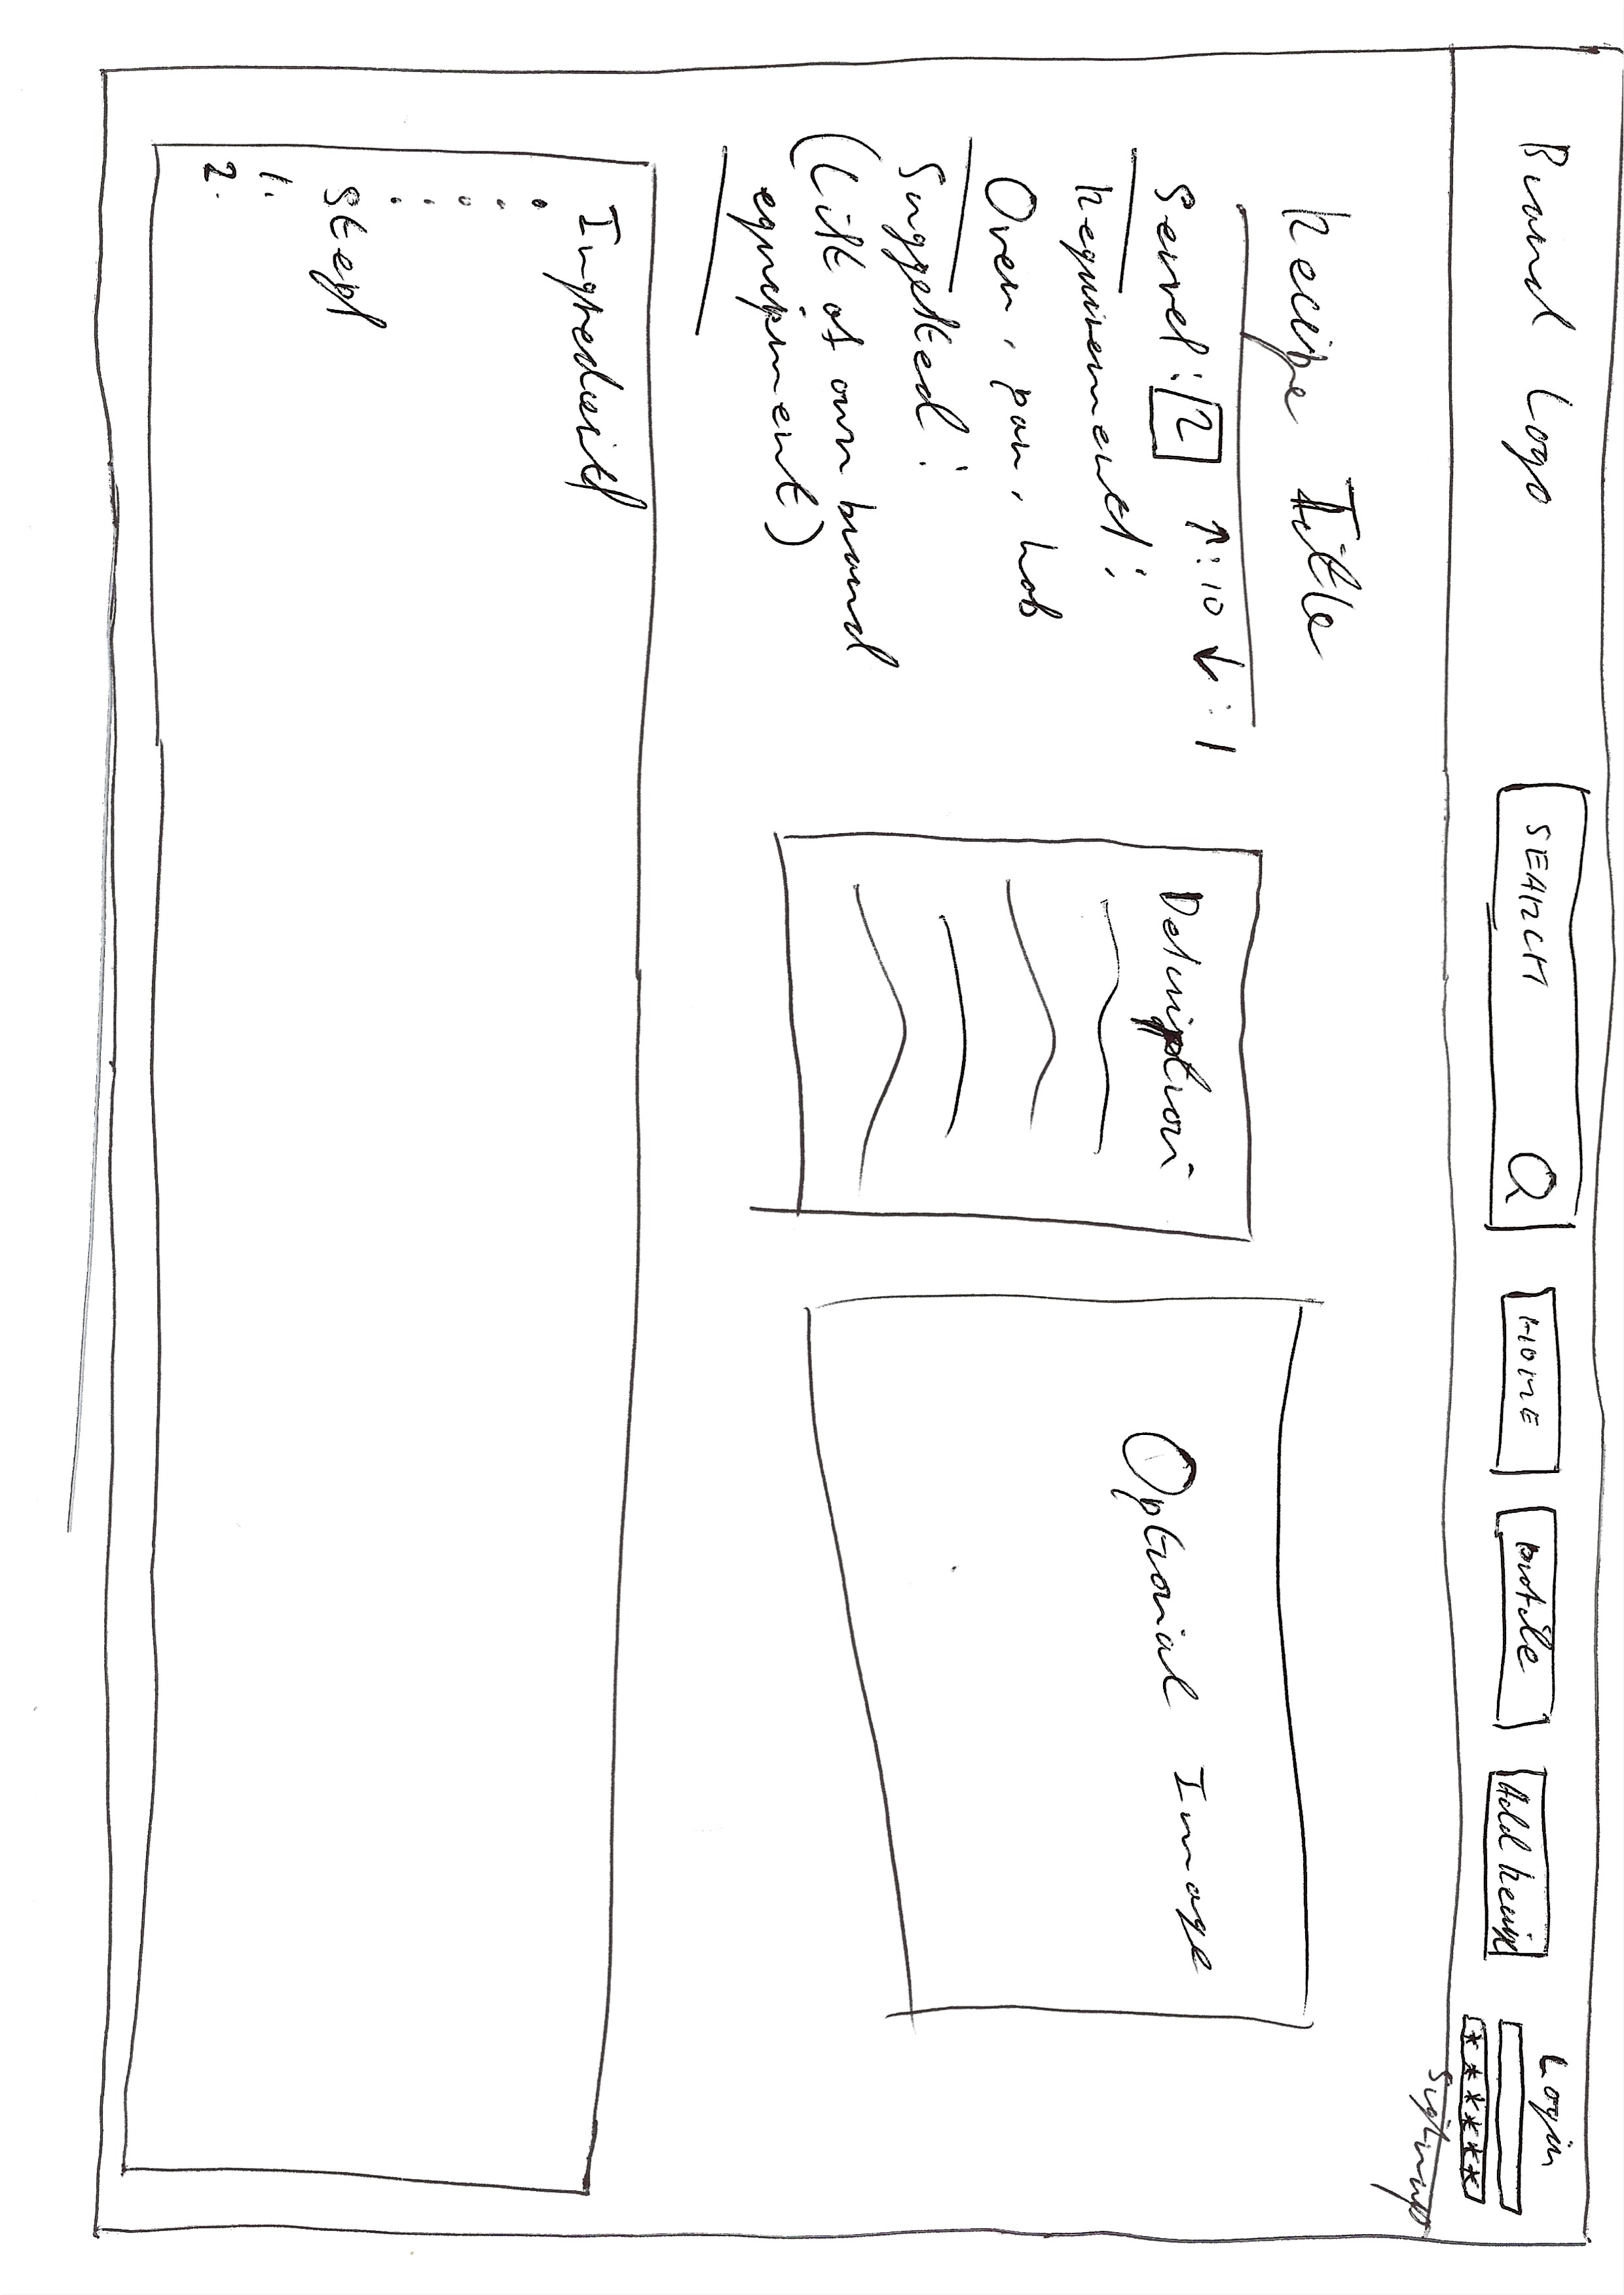 Brand Logo
SEARCH
HOME
Profile
Add Recipe
Login
******
Recipe Title
Serves: 2 ↑: 10 ↓: 1
Requirements:
Oven, pan, hob
Suggested:
(List of own brand
equipment)
Description
Optional Image
Ingredients
Steps
1.
2.